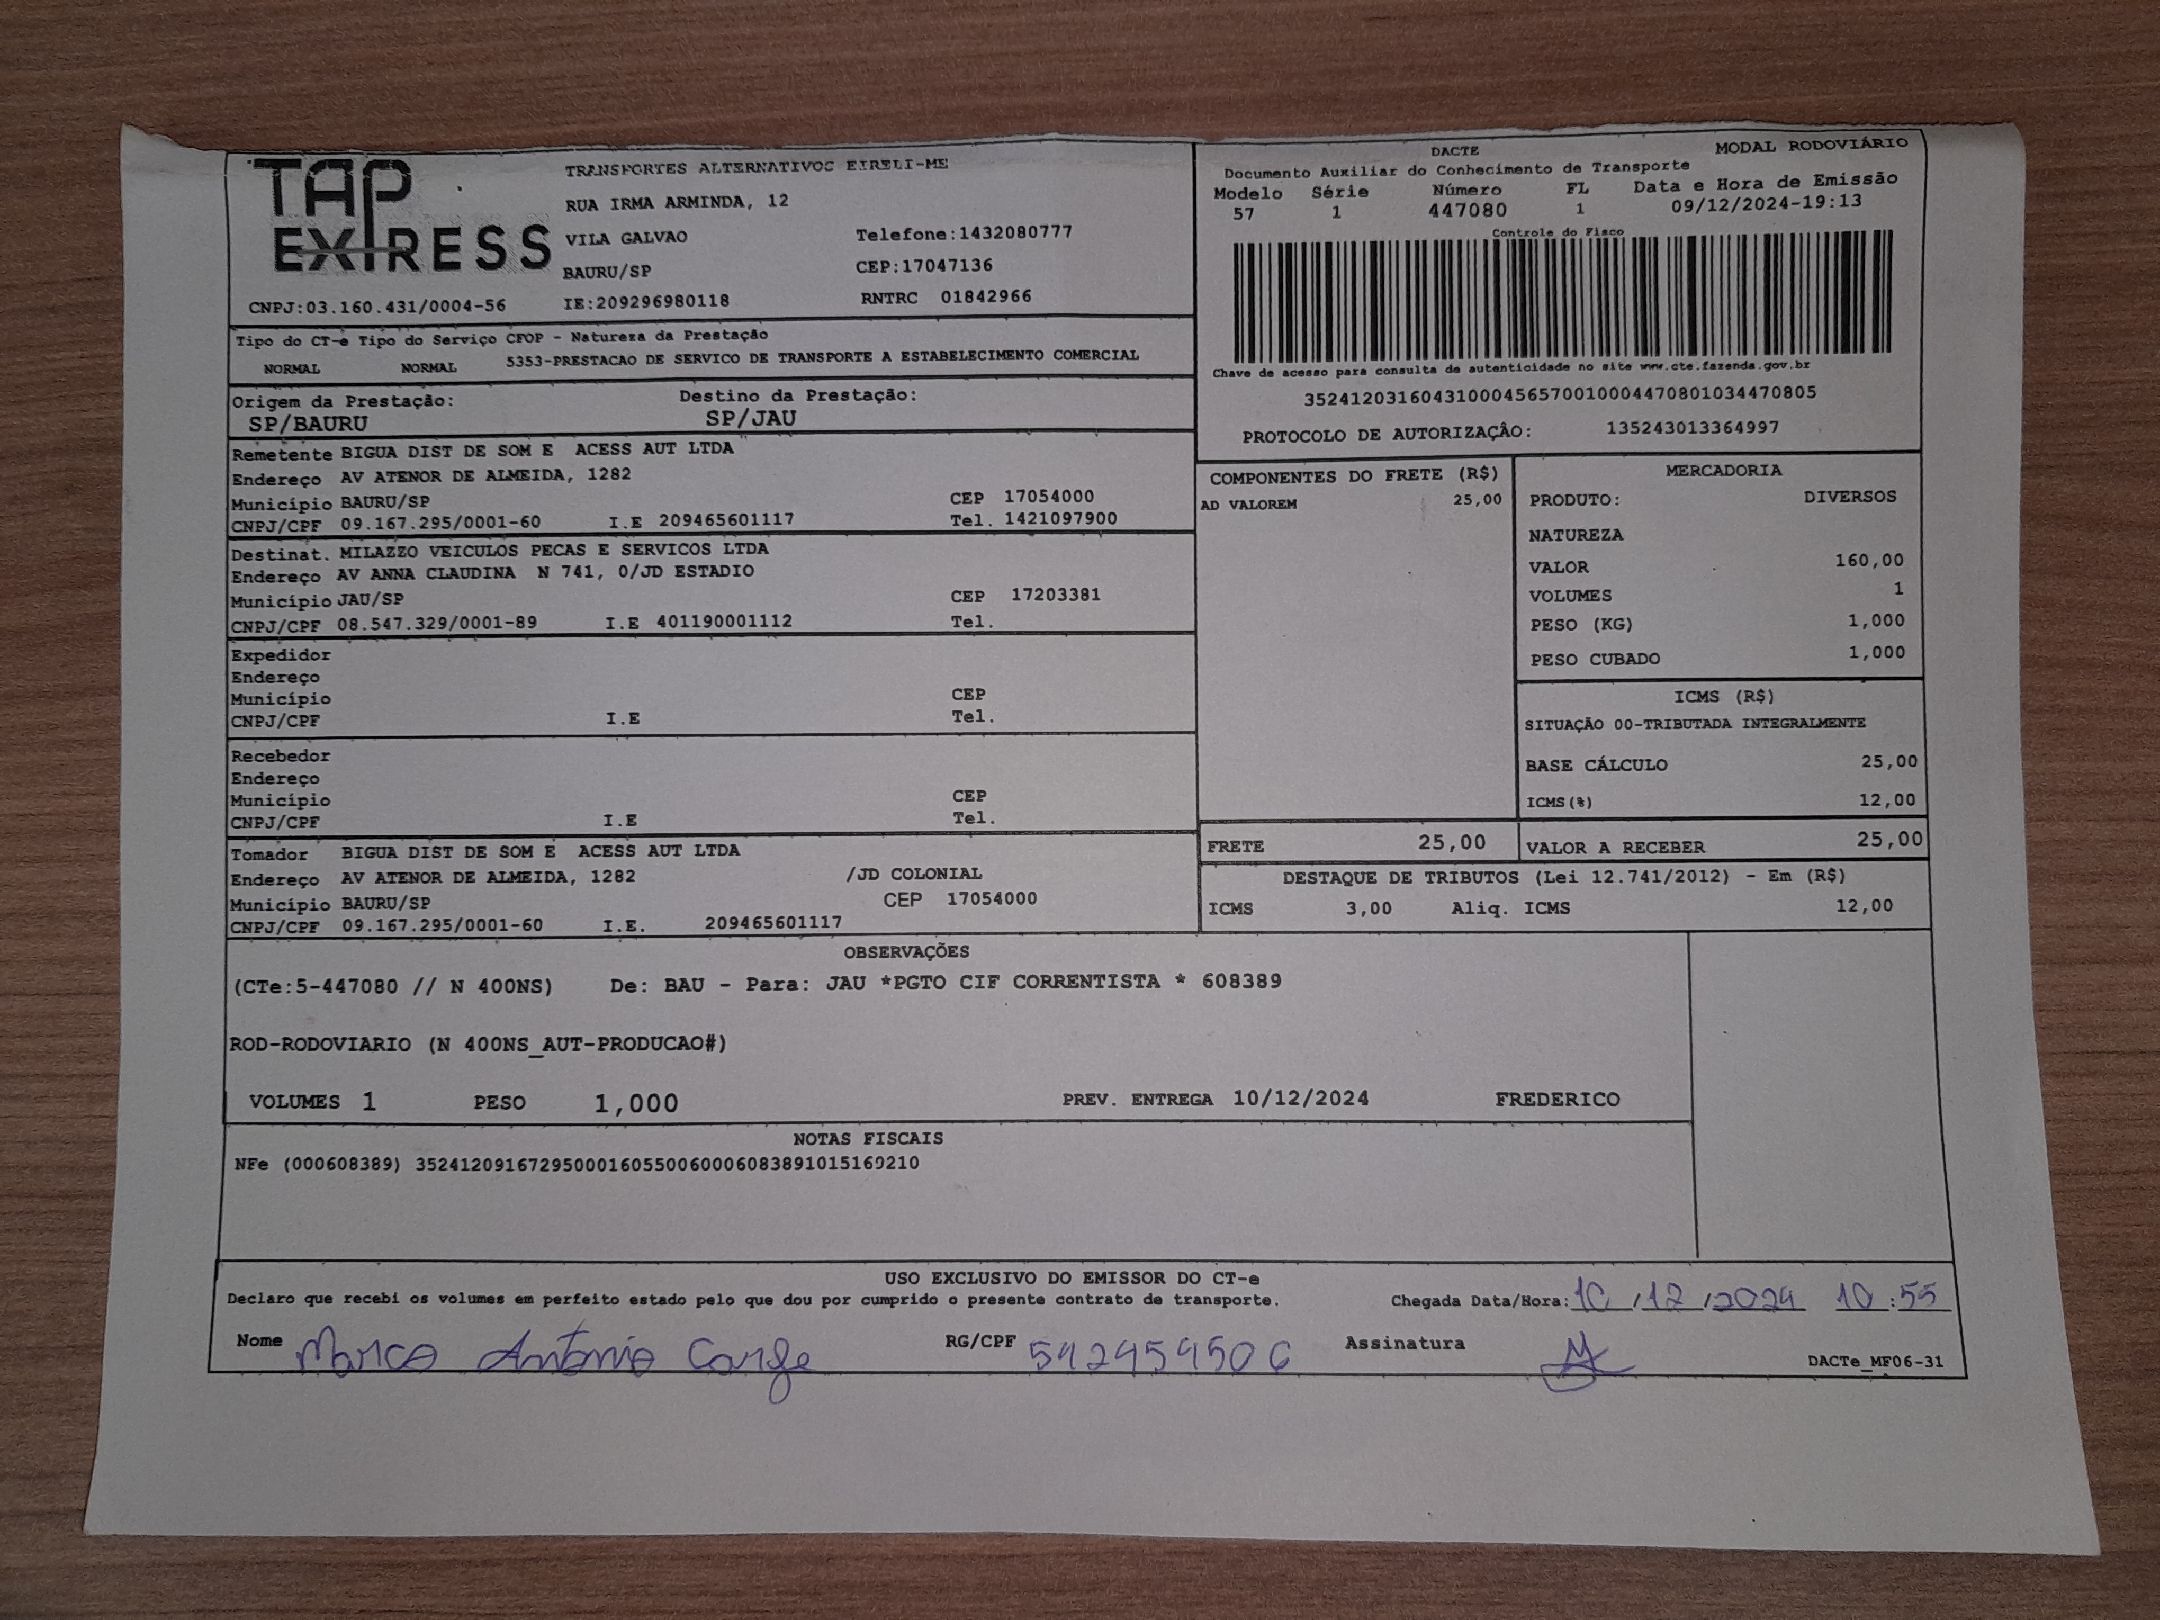 TAP EXPRESS
TRANSPORTES ALTERNATIVOS EIRELI-ME
RUA IRMA ARMINDA, 12
VILA GALVAO Telefone:1432080777
BAURU/SP CEP:17047136
CNPJ:03.160.431/0004-56 IE:209296980118 RNTRC 01842966
DACTE MODAL RODOVIÁRIO
Documento Auxiliar do Conhecimento de Transporte
Modelo Série Número FL Data e Hora de Emissão
57 1 447080 1 09/12/2024-19:13
Controle do Fisco
Chave de acesso para consulta de autenticidade no site www.cte.fazenda.gov.br
35241203160431000456570010004470801034470805
PROTOCOLO DE AUTORIZAÇÃO: 135243013364997
Tipo do CT-e Tipo do Serviço CFOP - Natureza da Prestação
NORMAL NORMAL 5353-PRESTACAO DE SERVICO DE TRANSPORTE A ESTABELECIMENTO COMERCIAL
Origem da Prestação: Destino da Prestação:
SP/BAURU SP/JAU
Remetente BIGUA DIST DE SOM E ACESS AUT LTDA
Endereço AV ATENOR DE ALMEIDA, 1282
Município BAURU/SP CEP 17054000
CNPJ/CPF 09.167.295/0001-60 I.E 209465601117 Tel. 1421097900
Destinat. MILAZZO VEICULOS PECAS E SERVICOS LTDA
Endereço AV ANNA CLAUDINA N 741, 0/JD ESTADIO
Município JAU/SP CEP 17203381
CNPJ/CPF 08.547.329/0001-89 I.E 401190001112 Tel.
Expedidor
Endereço
Município CEP
CNPJ/CPF I.E Tel.
Recebedor
Endereço
Município CEP
CNPJ/CPF I.E Tel.
Tomador BIGUA DIST DE SOM E ACESS AUT LTDA
Endereço AV ATENOR DE ALMEIDA, 1282 /JD COLONIAL
Município BAURU/SP CEP 17054000
CNPJ/CPF 09.167.295/0001-60 I.E. 209465601117
COMPONENTES DO FRETE (R$)
AD VALOREM 25,00
MERCADORIA
PRODUTO: DIVERSOS
NATUREZA
VALOR 160,00
VOLUMES 1
PESO (KG) 1,000
PESO CUBADO 1,000
ICMS (R$)
SITUAÇÃO 00-TRIBUTADA INTEGRALMENTE
BASE CÁLCULO 25,00
ICMS(%) 12,00
FRETE 25,00 VALOR A RECEBER 25,00
DESTAQUE DE TRIBUTOS (Lei 12.741/2012) - Em (R$)
ICMS 3,00 Aliq. ICMS 12,00
OBSERVAÇÕES
(CTe:5-447080 // N 400NS) De: BAU - Para: JAU *PGTO CIF CORRENTISTA * 608389
ROD-RODOVIARIO (N 400NS_AUT-PRODUCAO#)
VOLUMES 1 PESO 1,000 PREV. ENTREGA 10/12/2024 FREDERICO
NOTAS FISCAIS
NFe (000608389) 35241209167295000160550060006083891015169210
USO EXCLUSIVO DO EMISSOR DO CT-e
Declaro que recebi os volumes em perfeito estado pelo que dou por cumprido o presente contrato de transporte. Chegada Data/Hora: 10/12/2024 10:55
Nome Marco Antônio RG/CPF Assinatura
DACTe_MF06-31